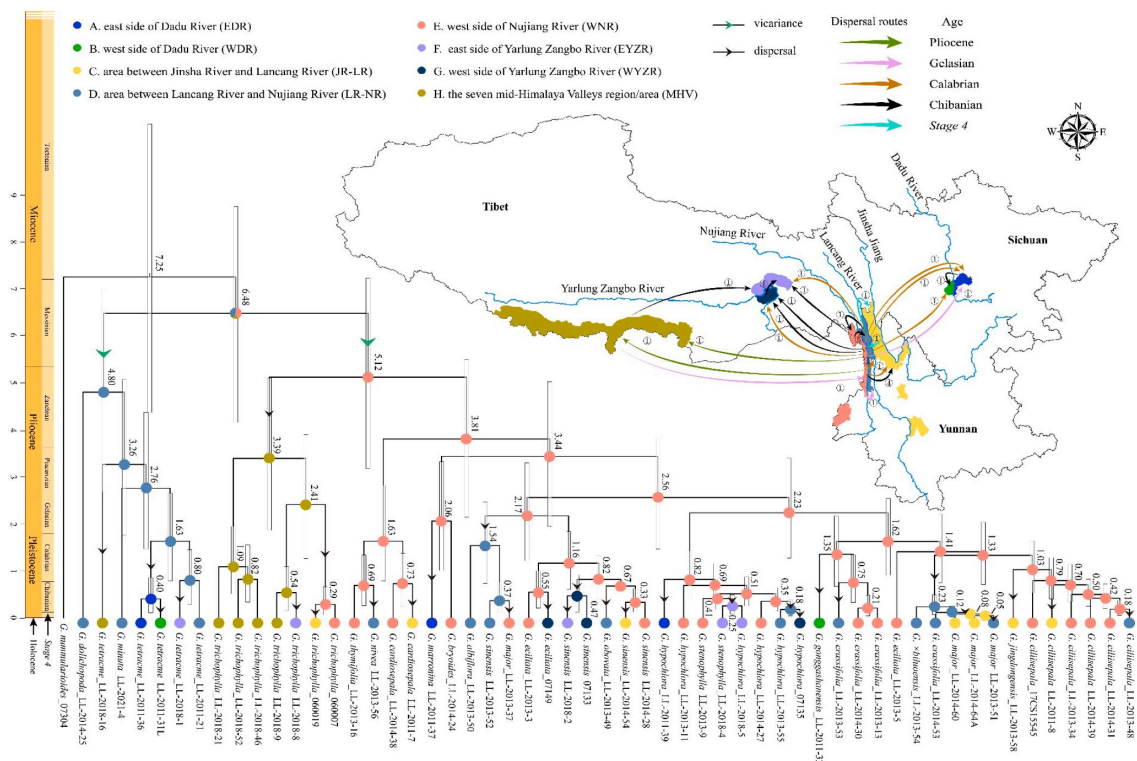 A. east side of Dadu River (EDR)
B. west side of Dadu River (WDR)
C. area between Jinsha River and Lancang River (JR-LR)
D. area between Lancang River and Nujiang River (LR-NR)
E. west side of Nujiang River (WNR)
F. east side of Yarlung Zangbo River (EYZR)
G. west side of Yarlung Zangbo River (WYZR)
H. the seven mid-Himalaya Valleys region/area (MHV)
vicariance
dispersal
Dispersal routes
Age
Pliocene
Gelasian
Calabrian
Chibanian
Stage 4
N
W
E
S
Tibet
Sichuan
Yunnan
Dadu River
Jinsha Jiang
Lancang River
Nujiang River
Yarlung Zangbo River
Miocene
Pliocene
Pleistocene
Holocene
Stage 4
Tortonian
Messinian
Zanclean
Piacenzian
Gelasian
Calabrian
Chibanian
9
8
7
6
5
4
3
2
1
0
7.25
6.48
5.12
4.80
3.81
3.44
3.39
3.26
2.76
2.41
2.56
2.23
2.17
2.06
1.63
1.63
1.62
1.54
1.41
1.35
1.33
1.16
1.09
1.03
0.82
0.82
0.82
0.80
0.79
0.75
0.73
0.70
0.69
0.69
0.67
0.55
0.54
0.51
0.50
0.47
0.42
0.41
0.40
0.37
0.35
0.33
0.29
0.25
0.23
0.21
0.18
0.18
0.12
0.08
0.05
G. nummularioides_07304
G. dolichopoda_LL-2014-25
G. tetracme_LL-2018-16
G. minuta_LL-2021-4
G. tetracme_LL-2011-36
G. tetracme_LL-2011-31L
G. tetracme_LL-2018-1
G. tetracme_LL-2011-21
G. trichophylla_LL-2018-21
G. trichophylla_LL-2018-52
G. trichophylla_LL-2018-46
G. trichophylla_LL-2018-9
G. trichophylla_LL-2018-8
G. trichophylla_060019
G. trichophylla_060007
G. thymifolia_LL-2013-16
G. nivea_LL-2013-56
G. cardiosepala_LL-2014-38
G. cardiosepala_LL-2011-7
G. marronina_LL-2011-37
G. bryoides_LL-2014-24
G. albiflora_LL-2013-50
G. sinensis_LL-2013-52
G. major_LL-2013-37
G. aciliata_LL-2013-3
G. aciliata_071449
G. sinensis_LL-2018-2
G. sinensis_07133
G. chovuia_LL-2013-49
G. sinensis_LL-2014-54
G. sinensis_LL-2014-28
G. hypochlora_LL-2011-39
G. hypochlora_LL-2013-11
G. stenophylla_LL-2013-9
G. stenophylla_LL-2018-4
G. hypochlora_LL-2018-5
G. hypochlora_LL-2014-27
G. hypochlora_LL-2013-55
G. hypochlora_07135
G. crassifolia_LL-2013-53
G. crassifolia_LL-2014-30
G. crassifolia_LL-2013-13
G. aciliata_LL-2013-5
G. crassifolia_LL-2014-53
G. major_LL-2014-60
G. major_LL-2014-64A
G. major_LL-2013-51
G. jingdongensis_LL-2013-58
G. ciliisepala_17CS15545
G. ciliisepala_LL-2011-8
G. ciliisepala_LL-2013-34
G. ciliisepala_LL-2014-39
G. ciliisepala_LL-2014-29
G. ciliisepala_LL-2014-31
G. ciliisepala_LL-2013-48